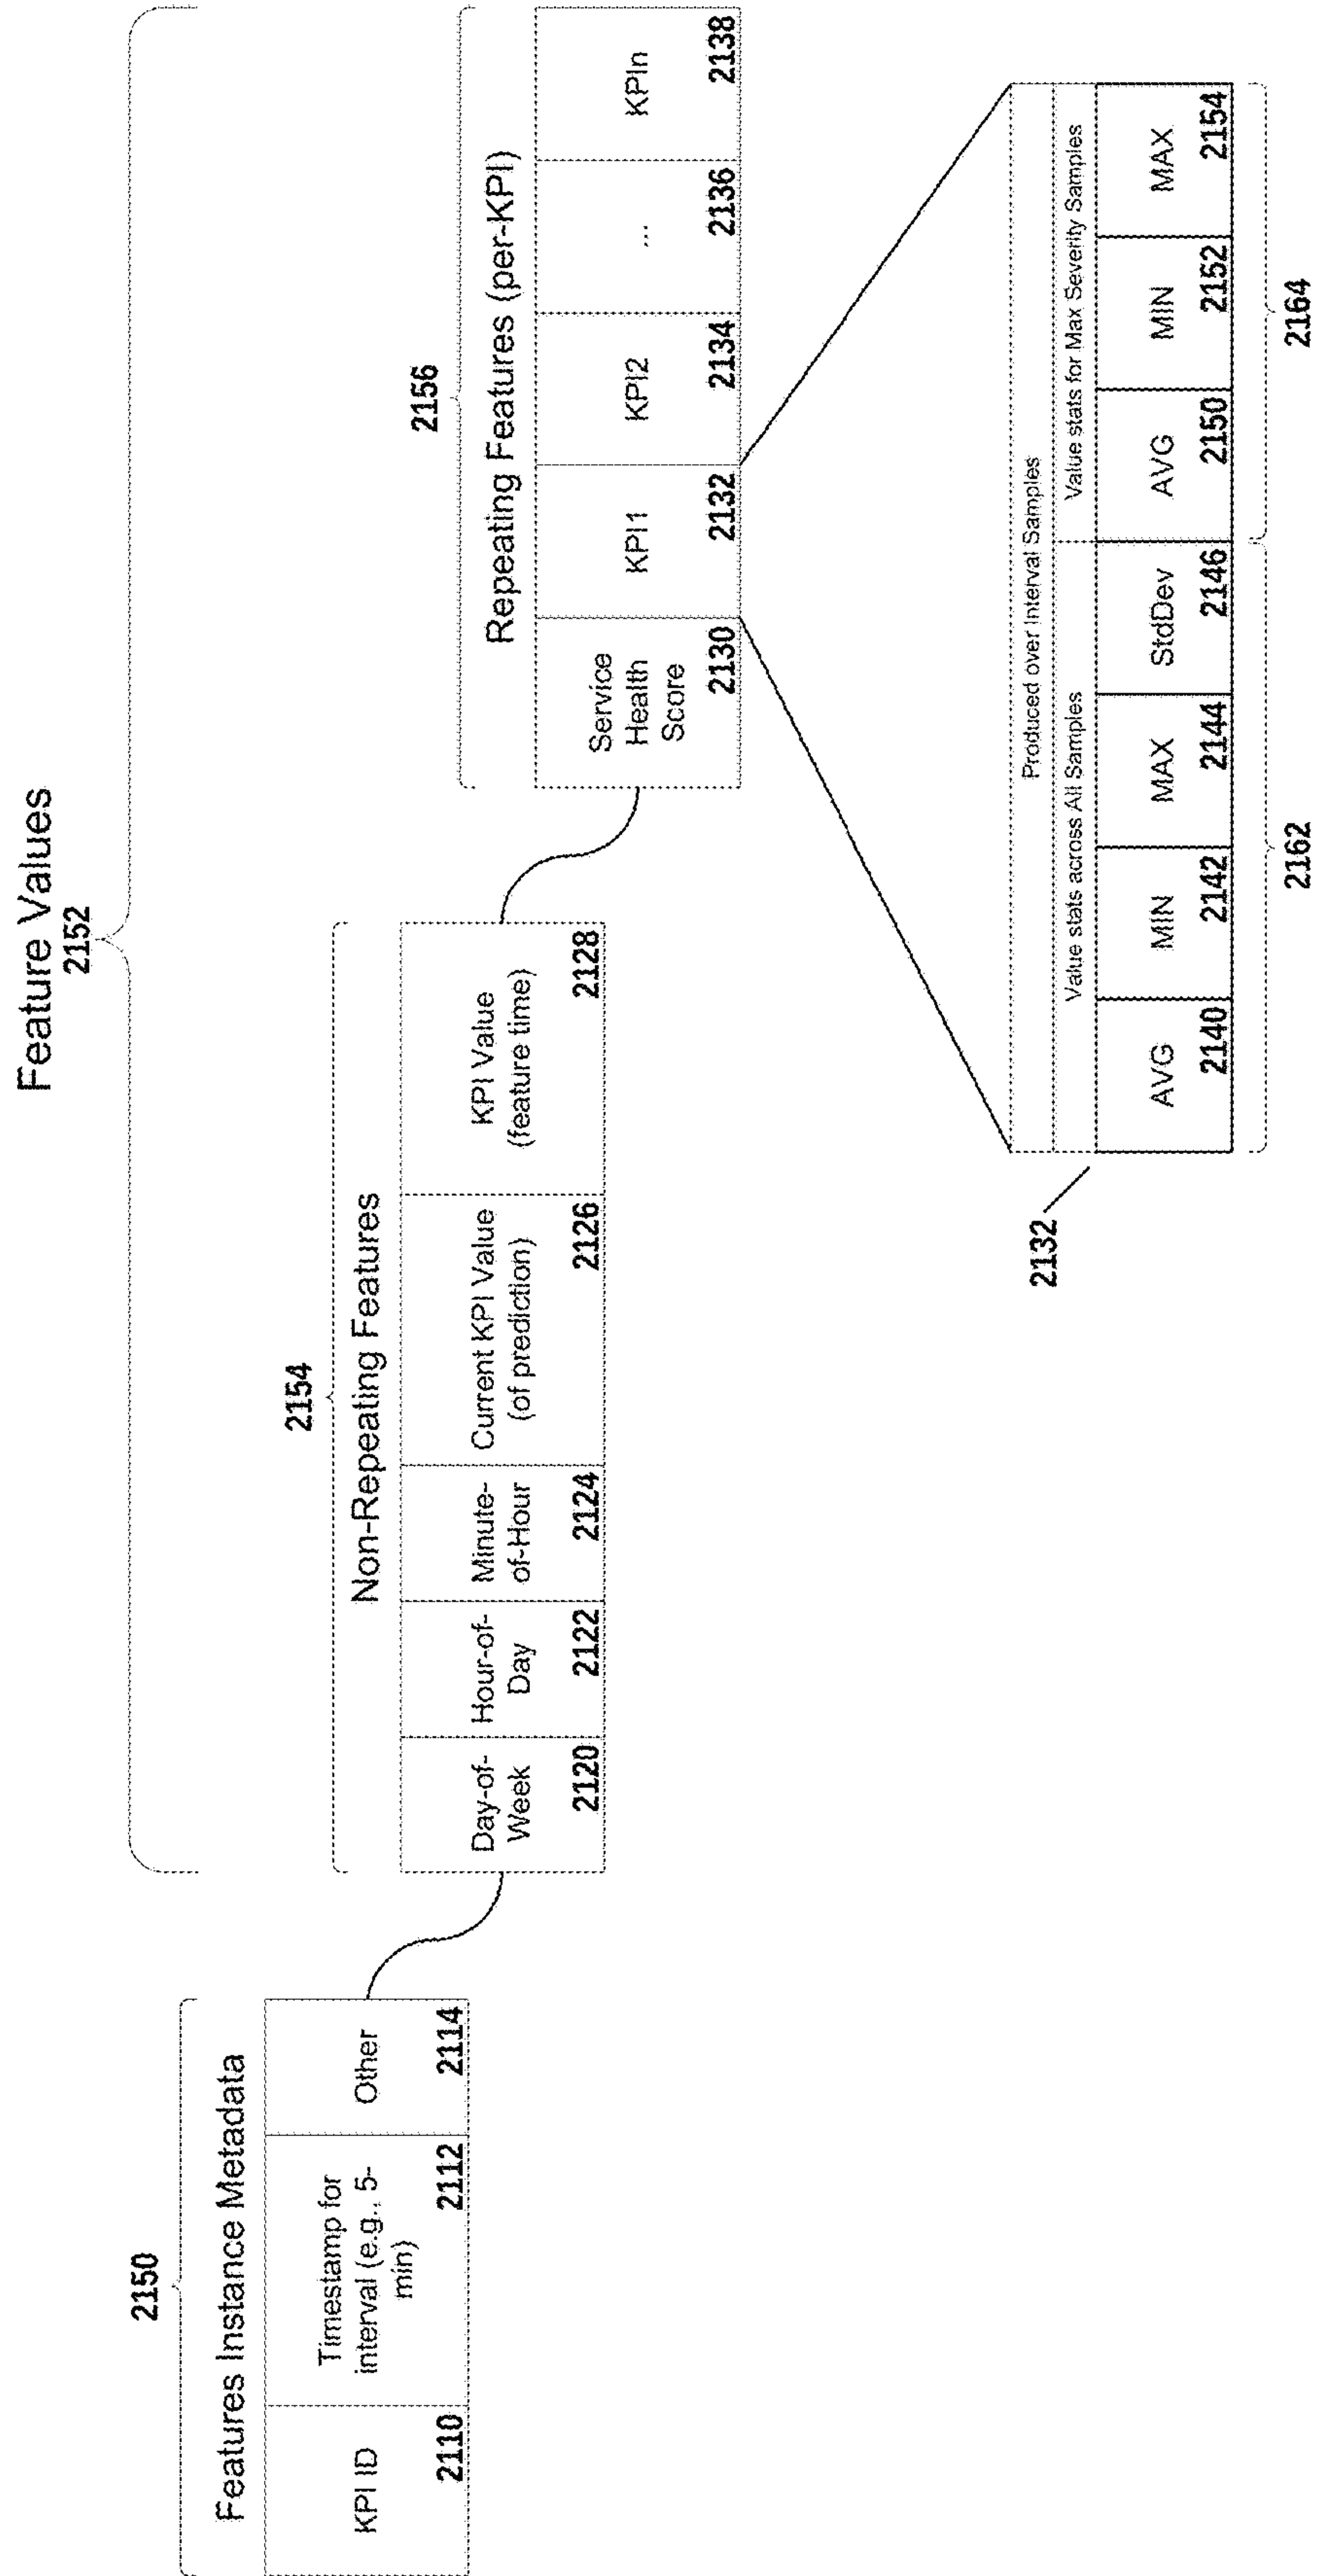 Feature Values
2152
2150
Features Instance Metadata
KPI ID
2110
Timestamp for
interval (e.g., 5-
min)
2112
Other
2114
2154
Non-Repeating Features
Day-of-
Week
2120
Hour-of-
Day
2122
Minute-
of-Hour
2124
Current KPI Value
(of prediction)
2126
KPI Value
(feature time)
2128
2156
Repeating Features (per-KPI)
Service
Health
Score
2130
KPI1
2132
KPI2
2134
...
2136
KPIn
2138
2132
Produced over Interval Samples
Value stats across All Samples
Value stats for Max Severity Samples
AVG
2140
MIN
2142
MAX
2144
StdDev
2146
AVG
2150
MIN
2152
MAX
2154
2162
2164